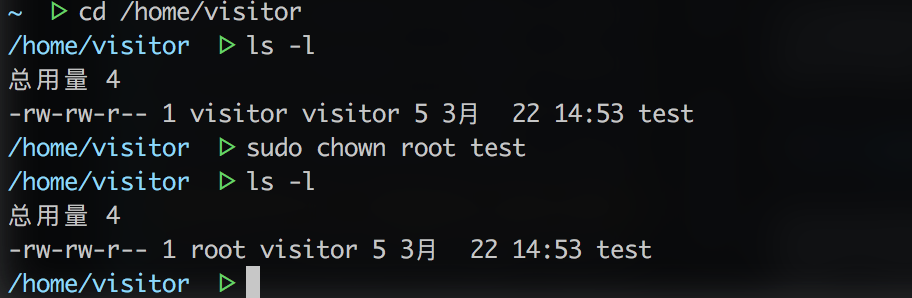 ~ ▷ cd /home/visitor
/home/visitor ▷ ls -l
总用量 4
-rw-rw-r-- 1 visitor visitor 5 3月  22 14:53 test
/home/visitor ▷ sudo chown root test
/home/visitor ▷ ls -l
总用量 4
-rw-rw-r-- 1 root visitor 5 3月  22 14:53 test
/home/visitor ▷